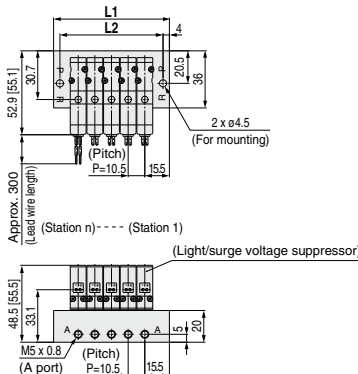 L1
L2
4
30.7
52.9 [55.1]
P
R
P
R
20.5
36
2 x ø4.5
(For mounting)
(Pitch)
P=10.5
15.5
Approx. 300
(Lead wire length)
(Station n)---- (Station 1)
(Light/surge voltage suppressor)
48.5 [55.5]
33.1
A
A
5
20
M5 x 0.8
(A port)
(Pitch)
P=10.5
15.5